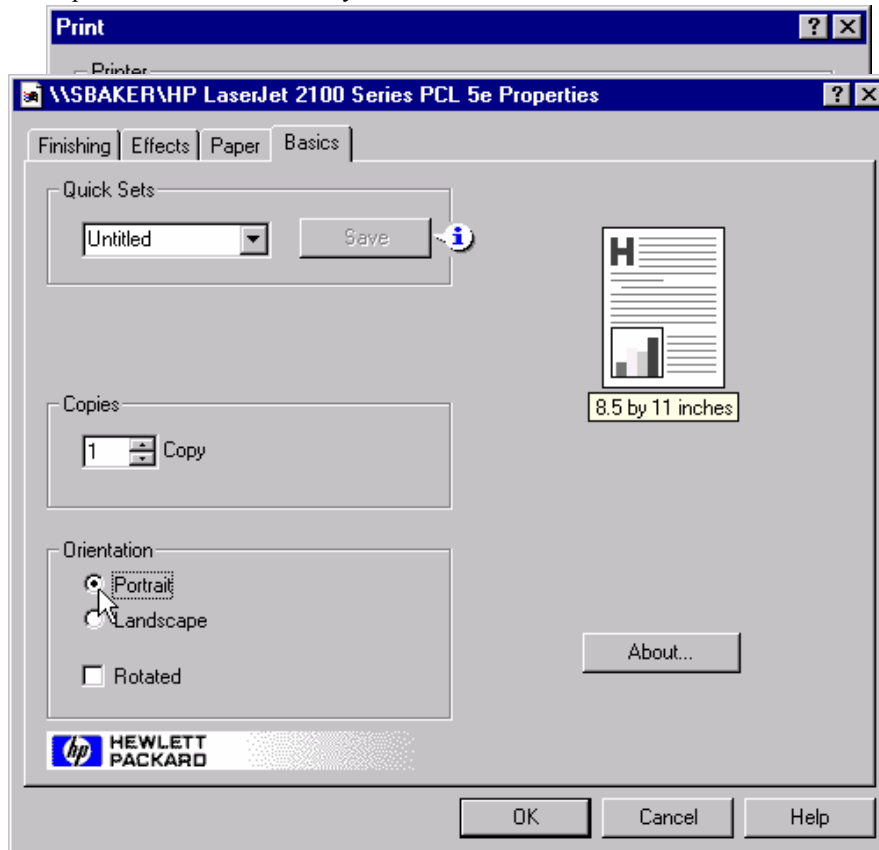 Print
Printer
\\SBAKER\HP LaserJet 2100 Series PCL 5e Properties
Finishing Effects Paper Basics
Quick Sets
Untitled Save
H
8.5 by 11 inches
Copies
1 Copy
Orientation
Portrait
Landscape
Rotated
About...
hp HEWLETT
PACKARD
OK Cancel Help